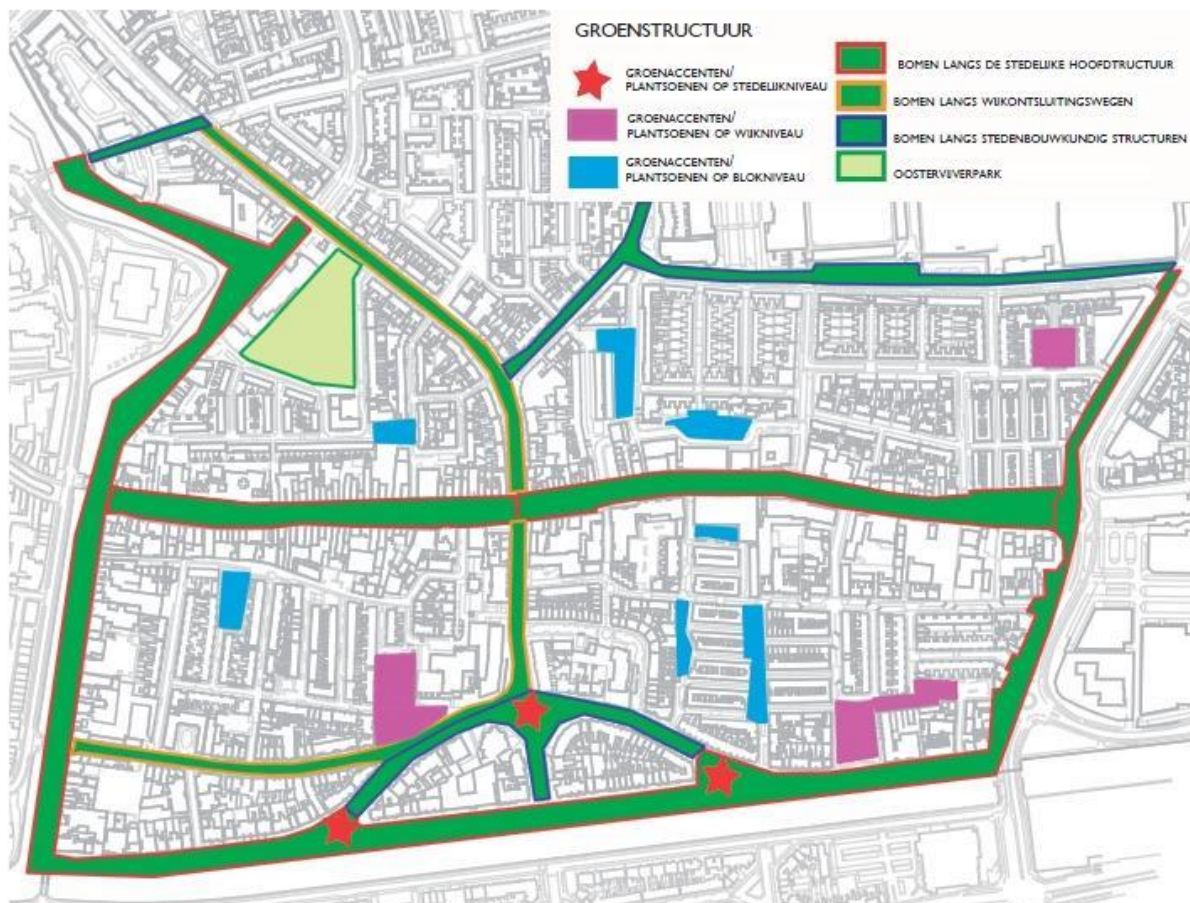 GROENSTRUCTUUR
GROENACCENTEN/
PLANTSOENEN OP STEDELIJKNIVEAU
GROENACCENTEN/
PLANTSOENEN OP WIJKNIVEAU
GROENACCENTEN/
PLANTSOENEN OP BLOKNIVEAU
BOMEN LANGS DE STEDELIJKE HOOFDTRUCTUUR
BOMEN LANGS WIJKONTSLUITINGSWEGEN
BOMEN LANGS STEDENBOUWKUNDIG STRUCTUREN
OOSTERVIJVERPARK